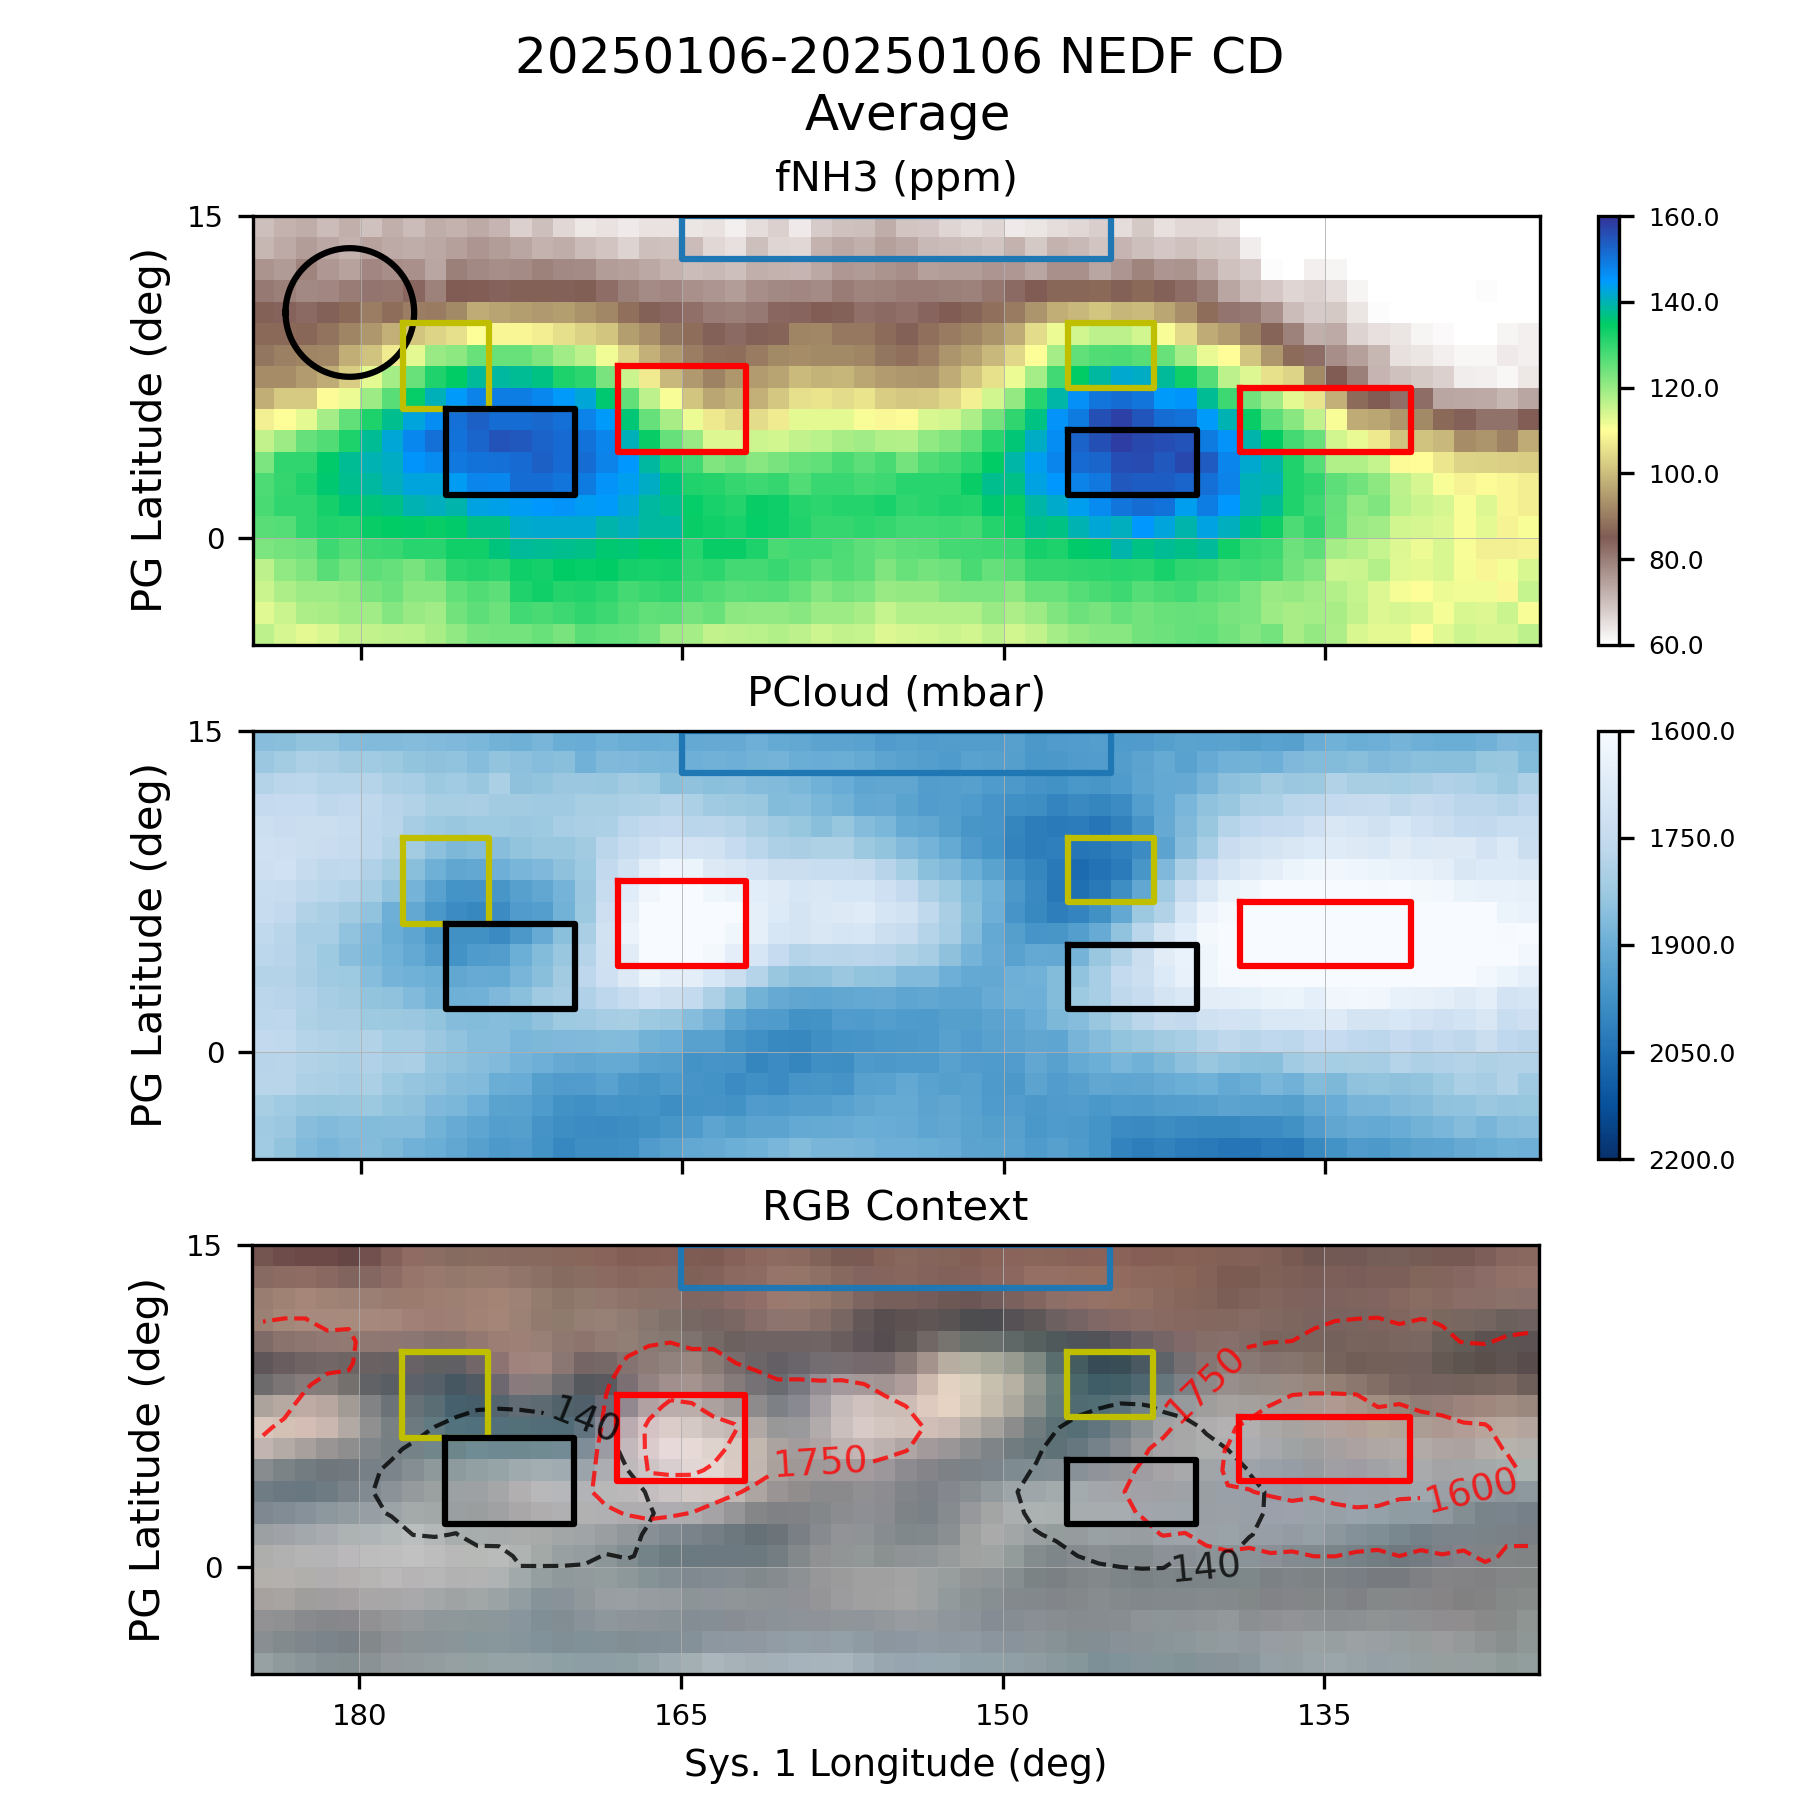 20250106-20250106 NEDF CD
Average
fNH3 (ppm)
15
0
PG Latitude (deg)
160.0
140.0
120.0
100.0
80.0
60.0
PCloud (mbar)
15
0
PG Latitude (deg)
1600.0
1750.0
1900.0
2050.0
2200.0
RGB Context
15
0
PG Latitude (deg)
1750
140
1750
1600
140
180 165 150 135
Sys. 1 Longitude (deg)